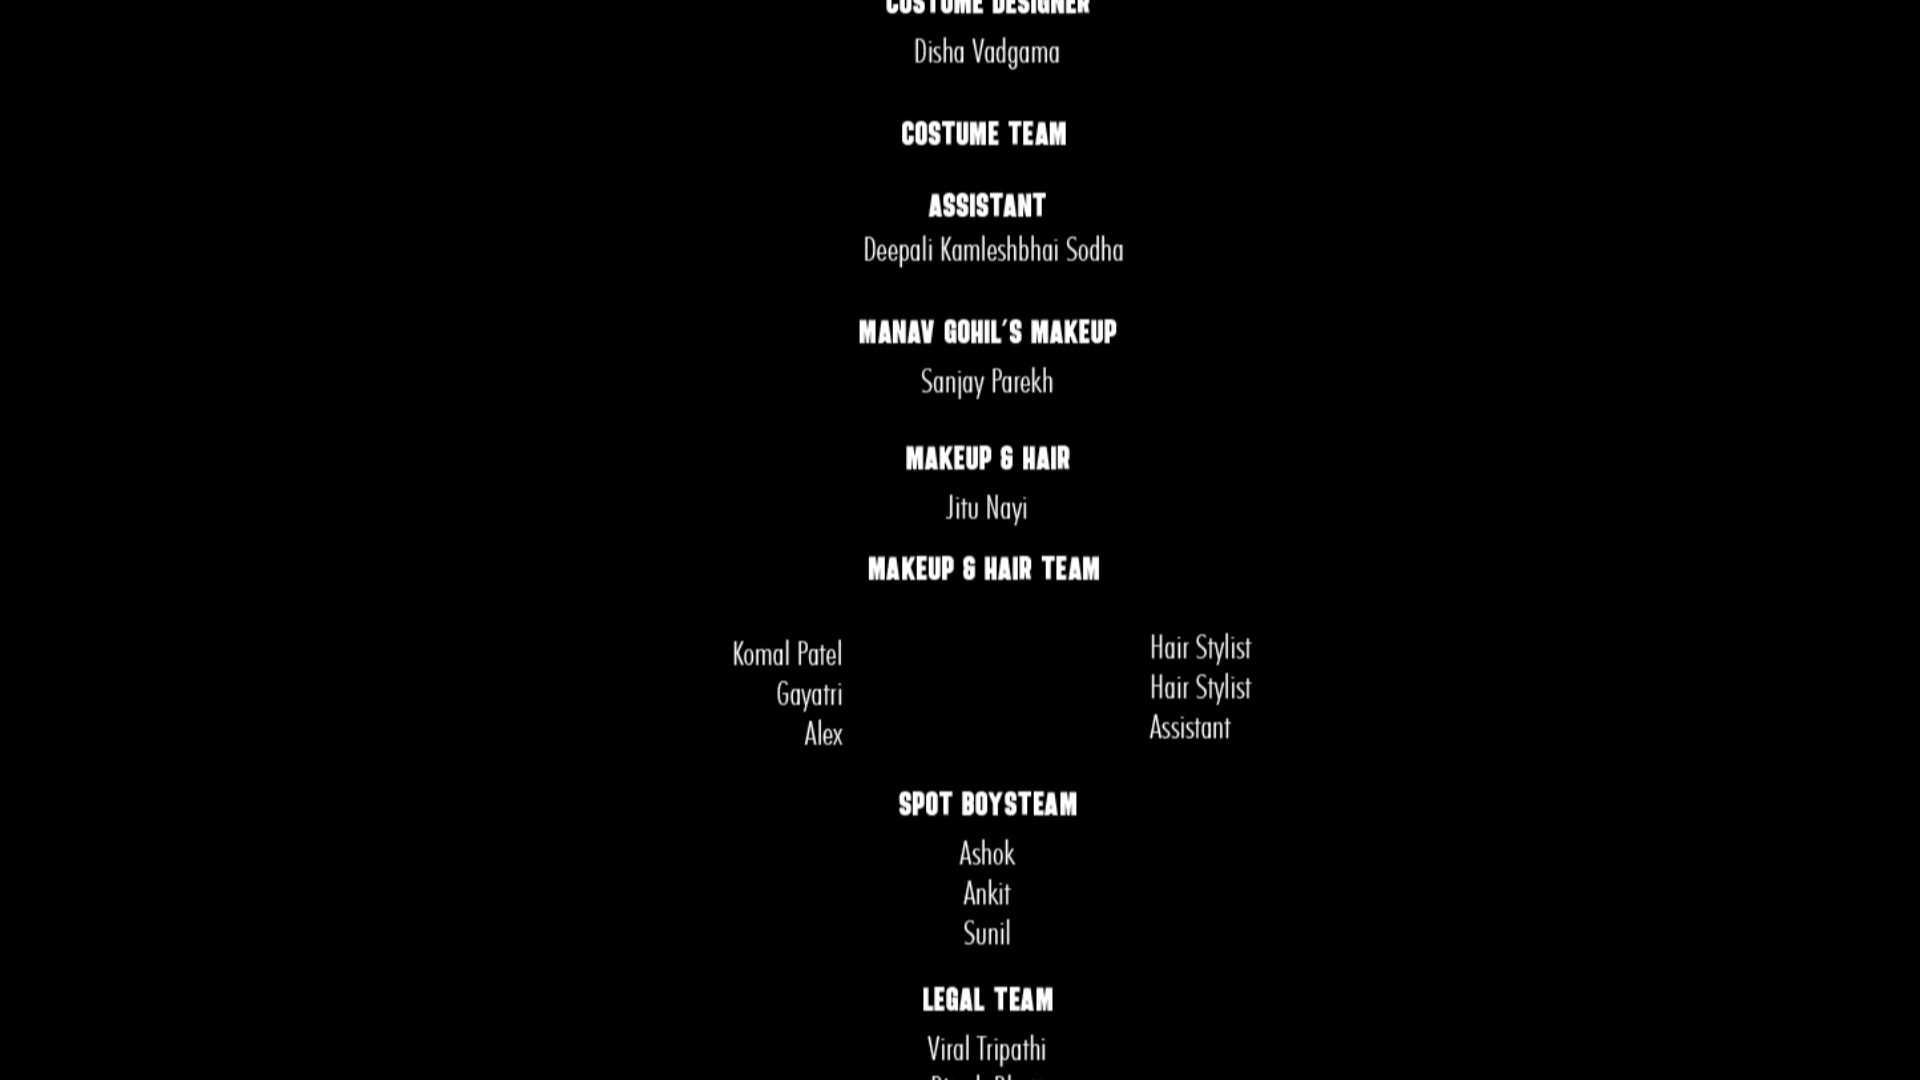 COSTUME DESIGNER
Disha Vadgama
COSTUME TEAM
ASSISTANT
Deepali Kamleshbhai Sodha
MANAV GOHIL'S MAKEUP
Sanjay Parekh
MAKEUP & HAIR
Jitu Nayi
MAKEUP & HAIR TEAM
Komal Patel Hair Stylist
Gayatri Hair Stylist
Alex Assistant
SPOT BOYSTEAM
Ashok
Ankit
Sunil
LEGAL TEAM
Viral Tripathi